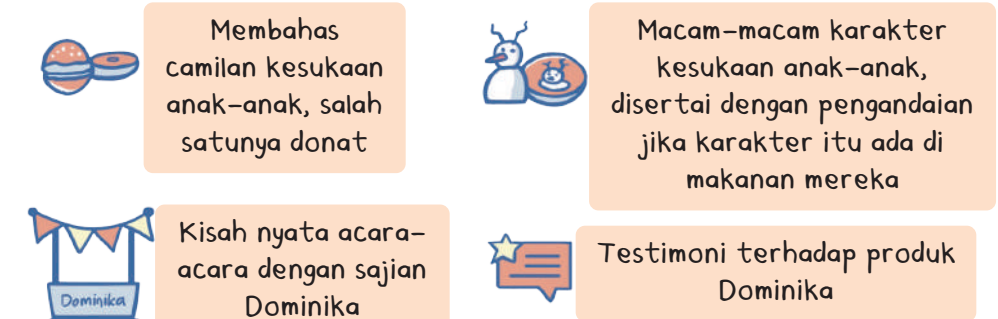 Membahas
camilan kesukaan
anak-anak, salah
satunya donat
Macam-macam karakter
kesukaan anak-anak,
disertai dengan pengandaian
jika karakter itu ada di
makanan mereka
Kisah nyata acara-
acara dengan sajian
Dominika
Dominika
Testimoni terhadap produk
Dominika